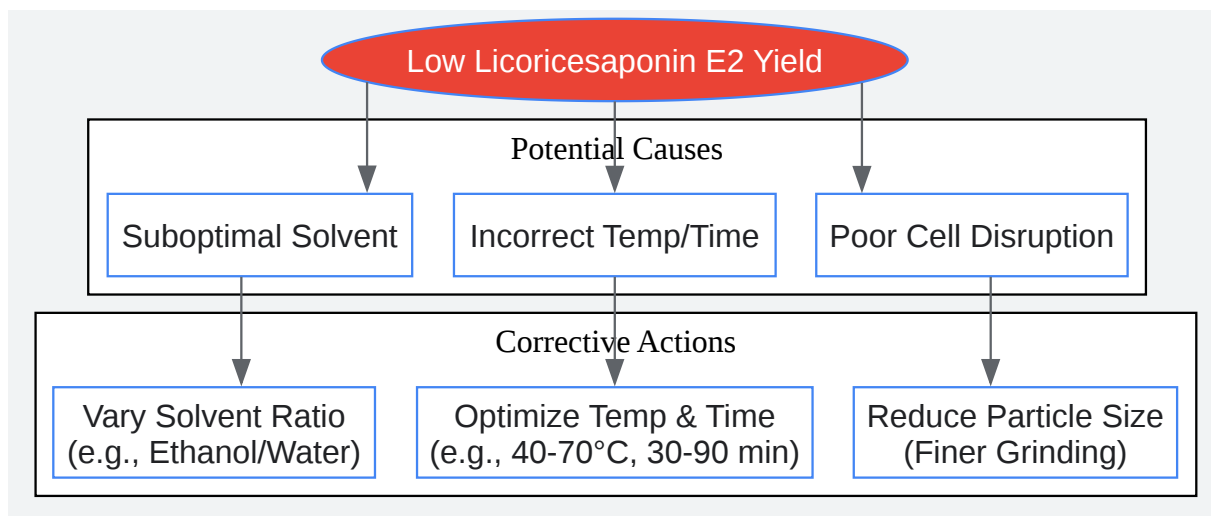 Low Licoricesaponin E2 Yield
Potential Causes
Suboptimal Solvent
Incorrect Temp/Time
Poor Cell Disruption
Corrective Actions
Vary Solvent Ratio
(e.g., Ethanol/Water)
Optimize Temp & Time
(e.g., 40-70°C, 30-90 min)
Reduce Particle Size
(Finer Grinding)